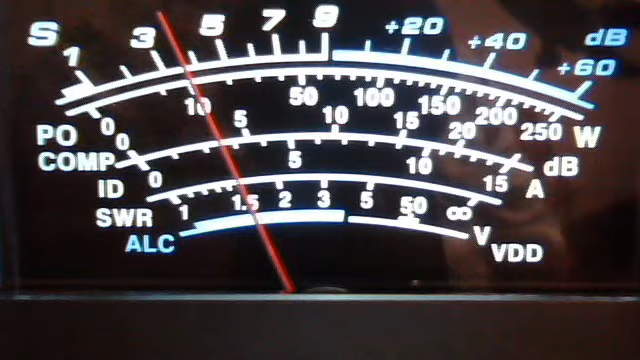 S 1 3 5 7 9 +20 +40 +60 dB
PO 0 10 50 100 150 200 250 W
COMP 0 5 10 15 20 dB
ID 0 5 10 15 A
SWR 1 1.5 2 3 5 50 ∞
ALC V VDD